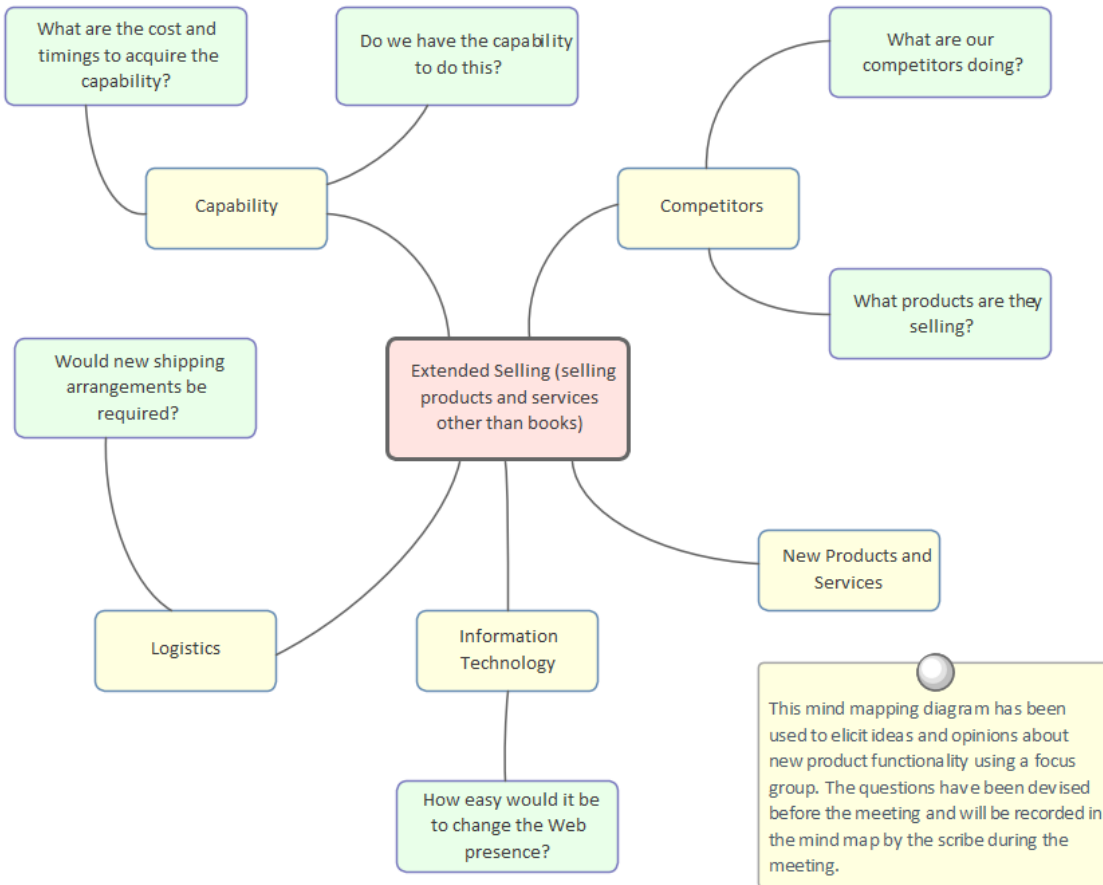 What are the cost and
timings to acquire the
capability?
Do we have the capability
to do this?
What are our
competitors doing?
Capability
Competitors
What products are they
selling?
Would new shipping
arrangements be
required?
Extended Selling (selling
products and services
other than books)
New Products and
Services
Logistics
Information
Technology
This mind mapping diagram has been
used to elicit ideas and opinions about
new product functionality using a focus
group. The questions have been devised
before the meeting and will be recorded in
the mind map by the scribe during the
meeting.
How easy would it be
to change the Web
presence?